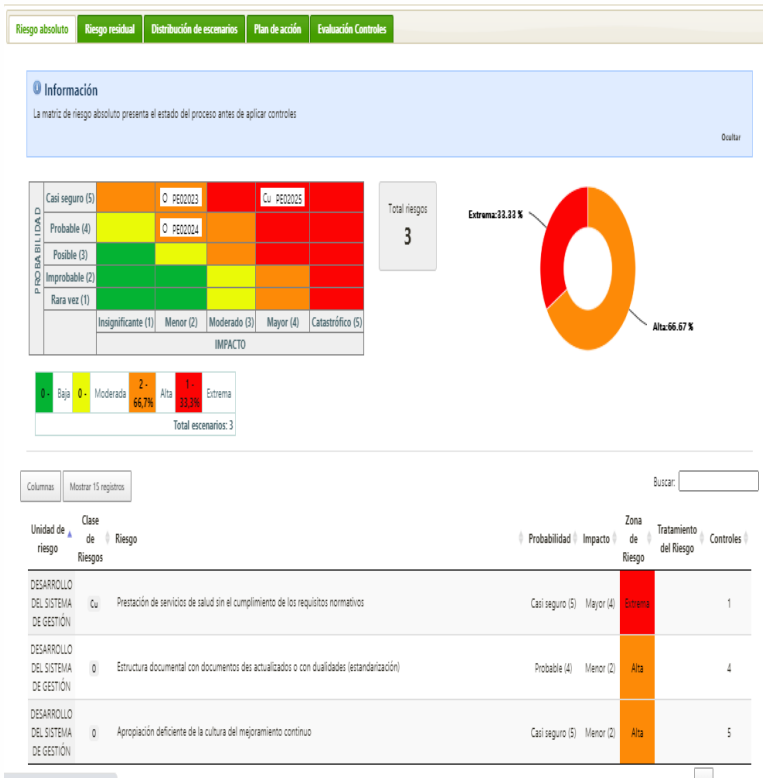 Riesgo absoluto Riesgo residual Distribución de escenarios Plan de acción Evaluación Controles
Información
La matriz de riesgo absoluto presenta el estado del proceso antes de aplicar controles
Ocultar
PROBABILIDAD
Casi seguro (5) O PE02023 Cu PE02025
Probable (4) O PE02024
Posible (3)
Improbable (2)
Rara vez (1)
Insignificante (1) Menor (2) Moderado (3) Mayor (4) Catastrófico (5)
IMPACTO
Total riesgos
3
Extrema:33.33 %
Alta:66.67 %
0 - Baja 0 - Moderada 2 - 66,7% Alta 1 - 33,3% Extrema
Total escenarios: 3
Columnas Mostrar 15 registros
Buscar:
Unidad de riesgo Clase de Riesgos Riesgo Probabilidad Impacto Zona de Riesgo Tratamiento del Riesgo Controles
DESARROLLO DEL SISTEMA DE GESTIÓN Cu Prestación de servicios de salud sin el cumplimiento de los requisitos normativos Casi seguro (5) Mayor (4) Extrema 1
DESARROLLO DEL SISTEMA DE GESTIÓN O Estructura documental con documentos des actualizados o con dualidades (estandarización) Probable (4) Menor (2) Alta 4
DESARROLLO DEL SISTEMA DE GESTIÓN O Apropiación deficiente de la cultura del mejoramiento continuo Casi seguro (5) Menor (2) Alta 5